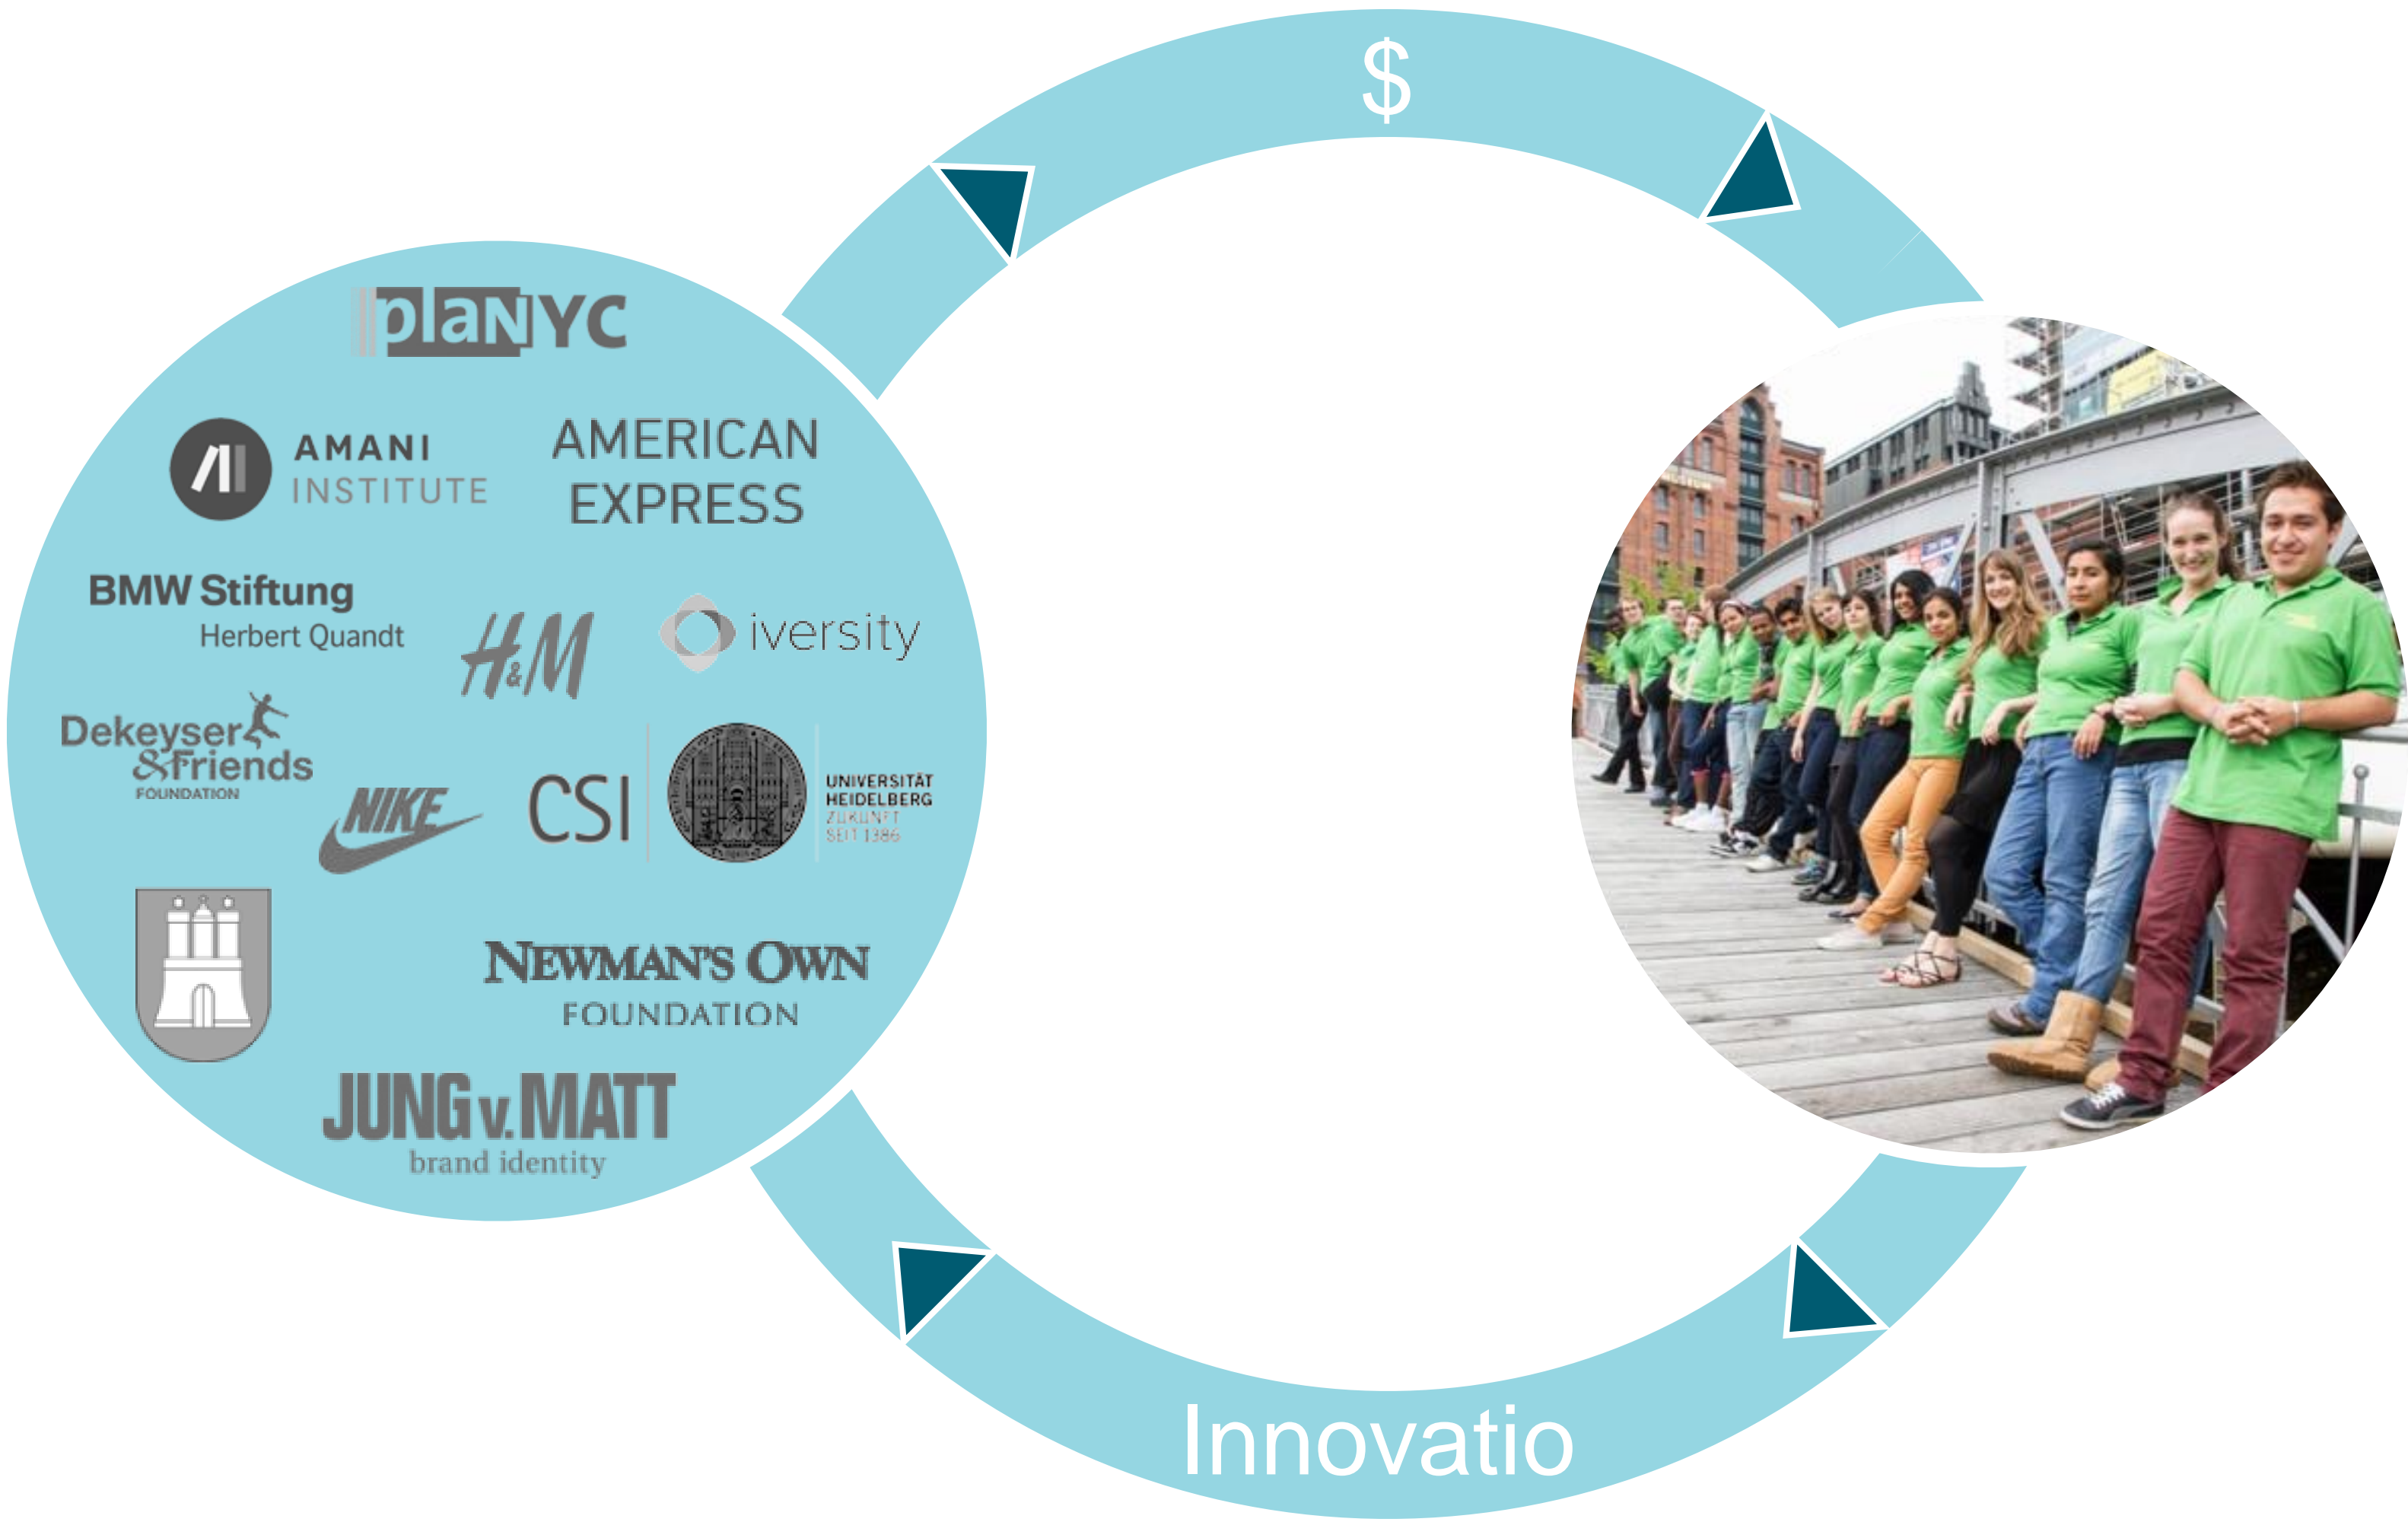 $
plaNYC
AMANI
INSTITUTE
AMERICAN
EXPRESS
BMW Stiftung
Herbert Quandt
H&M
iversity
Dekeyser
&Friends
FOUNDATION
NIKE
CSI
UNIVERSITÄT
HEIDELBERG
ZUKUNFT
SEIT 1386
NEWMAN'S OWN
FOUNDATION
JUNG v. MATT
brand identity
Innovatio